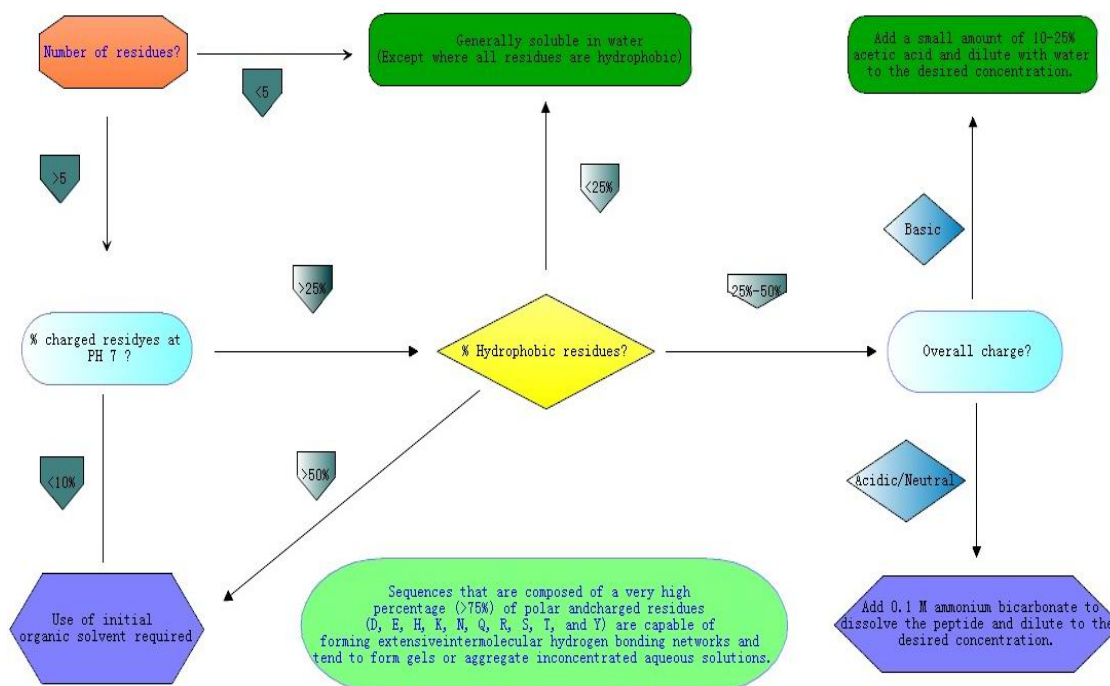 Number of residues?
<5
Generally soluble in water
(Except where all residues are hydrophobic)
Add a small amount of 10-25%
acetic acid and dilute with water
to the desired concentration.
>5
<25%
Basic
>25%
25%-50%
% charged residyes at
PH 7 ?
% Hydrophobic residues?
Overall charge?
<10%
>50%
Acidic/Neutral
Use of initial
organic solvent required
Sequences that are composed of a very high
percentage (>75%) of polar andcharged residues
(D, E, H, K, N, Q, R, S, T, and Y) are capable of
forming extensiveintermolecular hydrogen bonding networks and
tend to form gels or aggregate inconcentrated aqueous solutions.
Add 0.1 M ammonium bicarbonate to
dissolve the peptide and dilute to the
desired concentration.